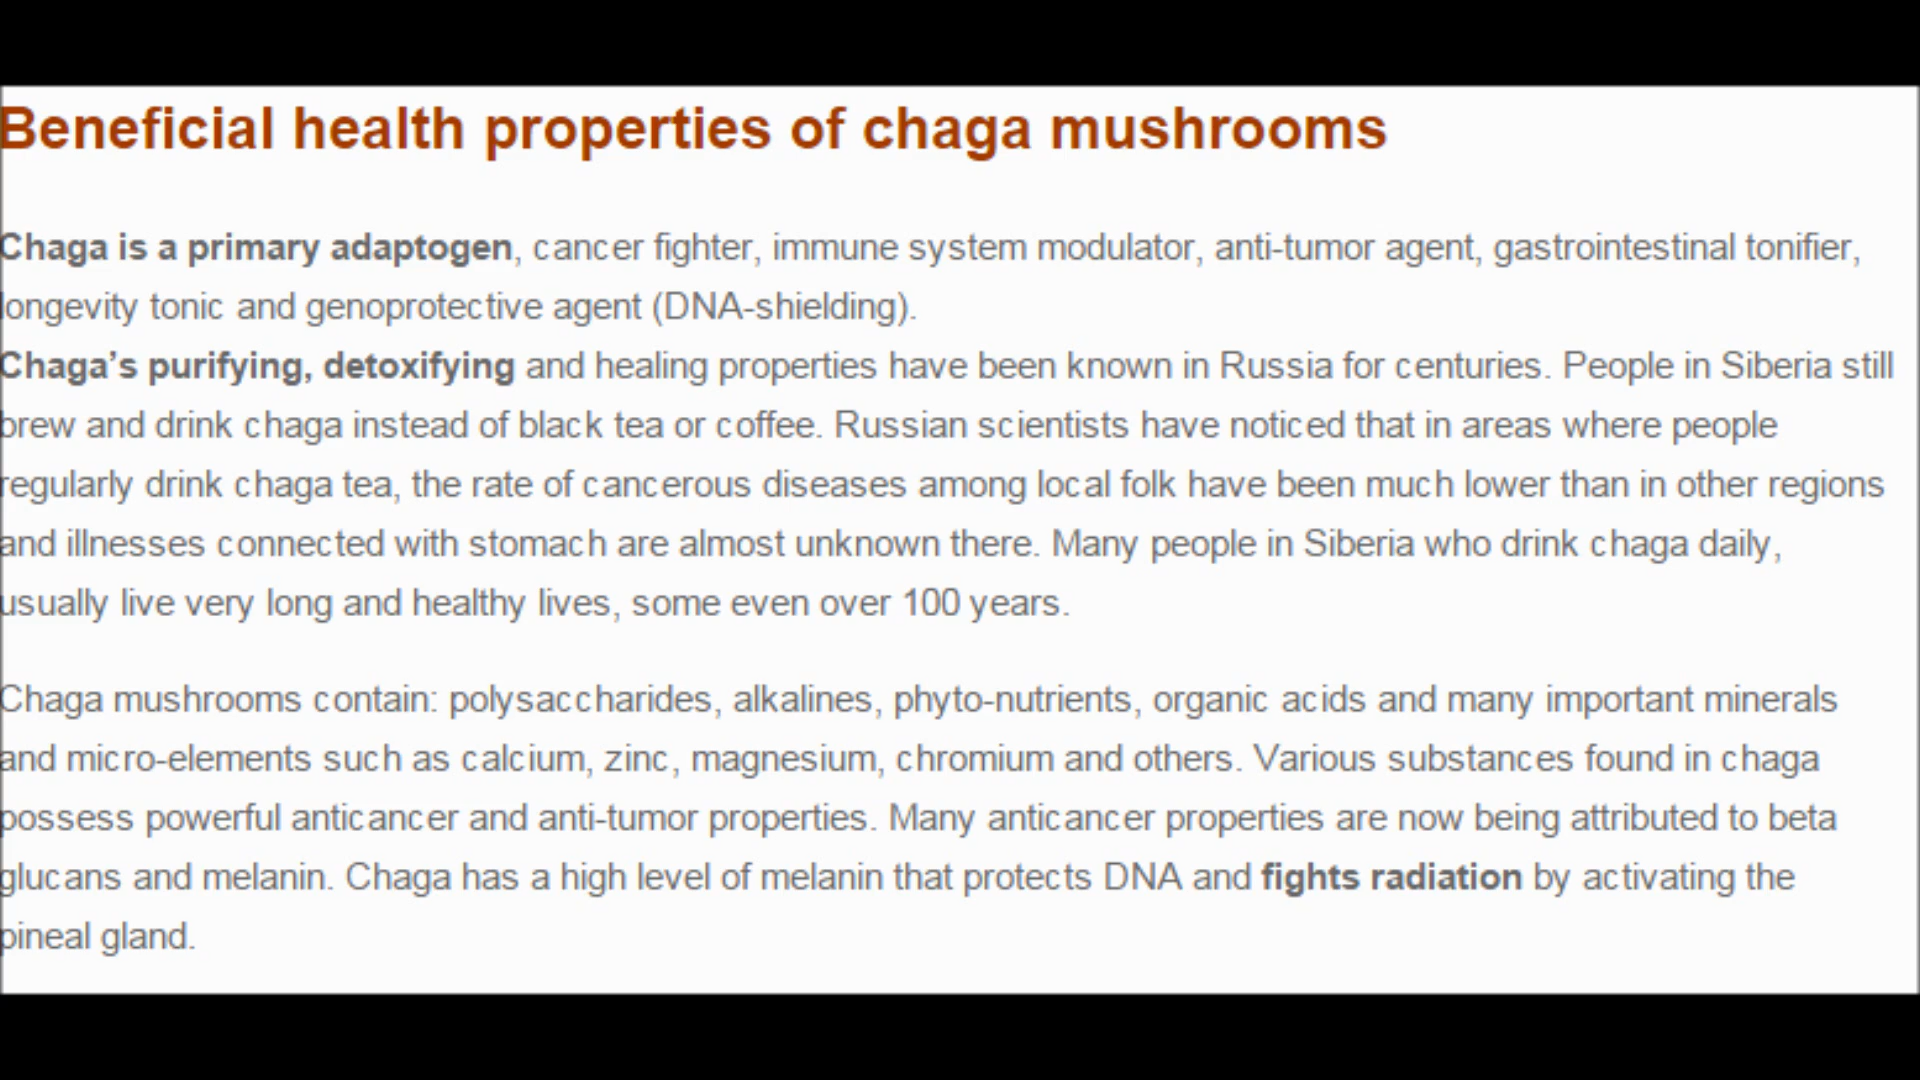 Beneficial health properties of chaga mushrooms
Chaga is a primary adaptogen, cancer fighter, immune system modulator, anti-tumor agent, gastrointestinal tonifier,
longevity tonic and genoprotective agent (DNA-shielding).
Chaga’s purifying, detoxifying and healing properties have been known in Russia for centuries. People in Siberia still
brew and drink chaga instead of black tea or coffee. Russian scientists have noticed that in areas where people
regularly drink chaga tea, the rate of cancerous diseases among local folk have been much lower than in other regions
and illnesses connected with stomach are almost unknown there. Many people in Siberia who drink chaga daily,
usually live very long and healthy lives, some even over 100 years.
Chaga mushrooms contain: polysaccharides, alkalines, phyto-nutrients, organic acids and many important minerals
and micro-elements such as calcium, zinc, magnesium, chromium and others. Various substances found in chaga
possess powerful anticancer and anti-tumor properties. Many anticancer properties are now being attributed to beta
glucans and melanin. Chaga has a high level of melanin that protects DNA and fights radiation by activating the
pineal gland.